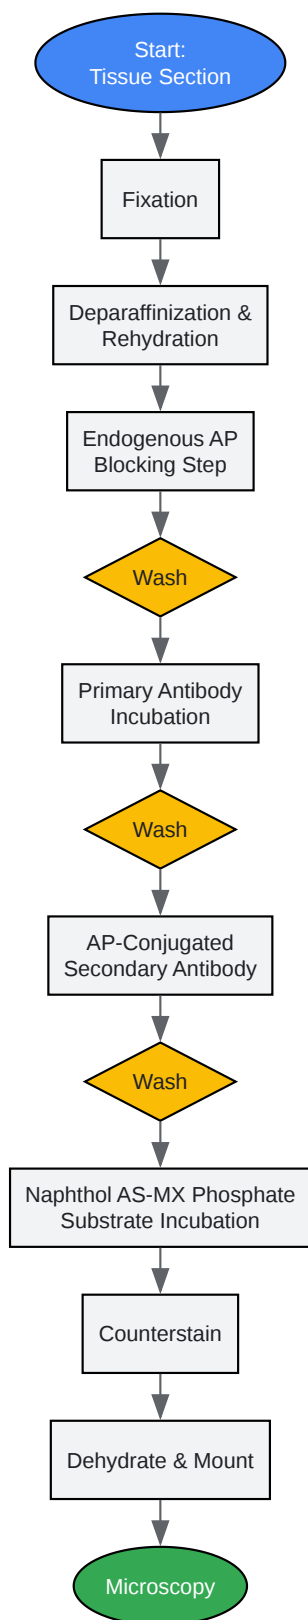 Start:
Tissue Section
Fixation
Deparaffinization &
Rehydration
Endogenous AP
Blocking Step
Wash
Primary Antibody
Incubation
Wash
AP-Conjugated
Secondary Antibody
Wash
Naphthol AS-MX Phosphate
Substrate Incubation
Counterstain
Dehydrate & Mount
Microscopy